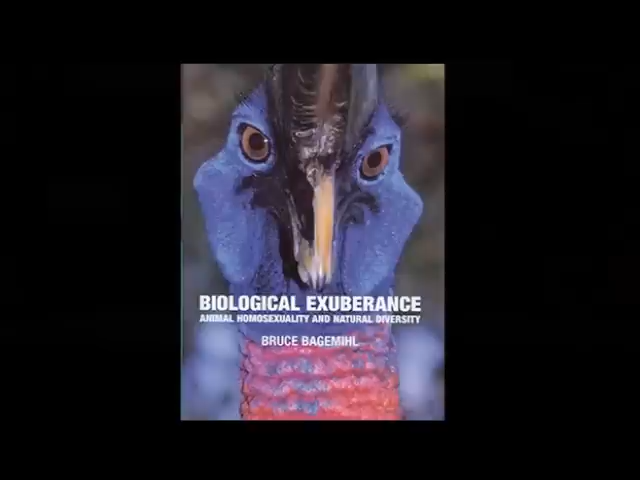 BIOLOGICAL EXUBERANCE
ANIMAL HOMOSEXUALITY AND NATURAL DIVERSITY
BRUCE BAGEMIHL